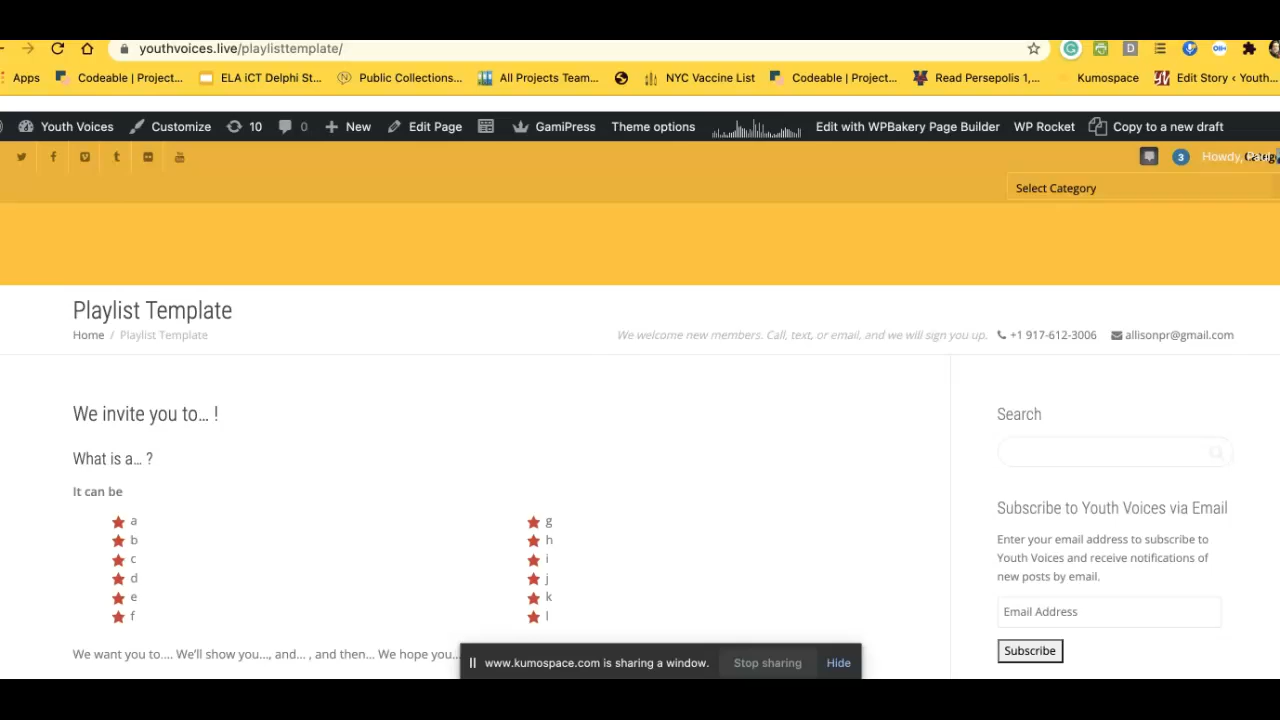 youthvoices.live/playlisttemplate/
Apps Codeable | Project... ELA iCT Delphi St... Public Collections... All Projects Team... NYC Vaccine List Codeable | Project... Read Persepolis 1,... Kumospace Edit Story ‹ Youth...
Youth Voices Customize 10 0 New Edit Page GamiPress Theme options Edit with WPBakery Page Builder WP Rocket Copy to a new draft
3 Howdy,
Select Category
Playlist Template
Home / Playlist Template We welcome new members. Call, text, or email, and we will sign you up. +1 917-612-3006 allisonpr@gmail.com
We invite you to… !
What is a… ?
It can be
a
b
c
d
e
f
g
h
i
j
k
l
We want you to…. We’ll show you…, and… , and then… We hope you…
Search
Subscribe to Youth Voices via Email
Enter your email address to subscribe to
Youth Voices and receive notifications of
new posts by email.
Email Address
Subscribe
www.kumospace.com is sharing a window. Stop sharing Hide